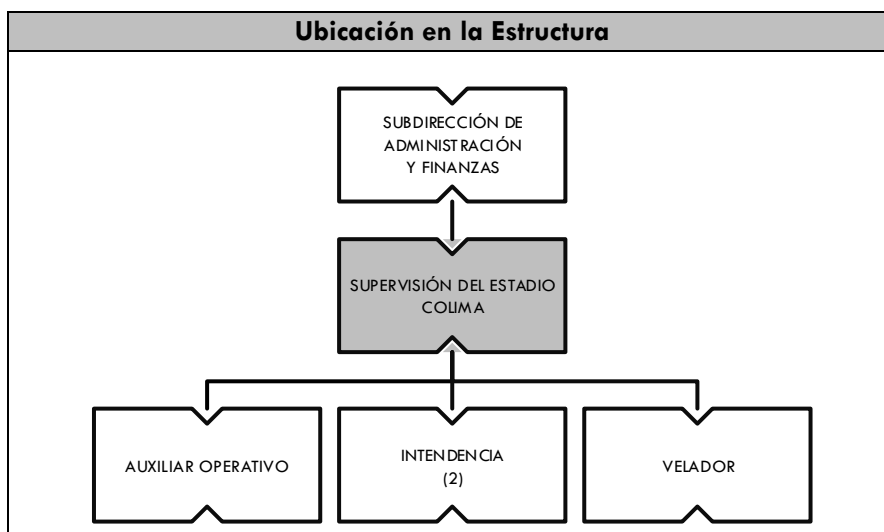 Ubicación en la Estructura
SUBDIRECCIÓN DE
ADMINISTRACIÓN
Y FINANZAS
SUPERVISIÓN DEL ESTADIO
COLIMA
AUXILIAR OPERATIVO
INTENDENCIA
(2)
VELADOR